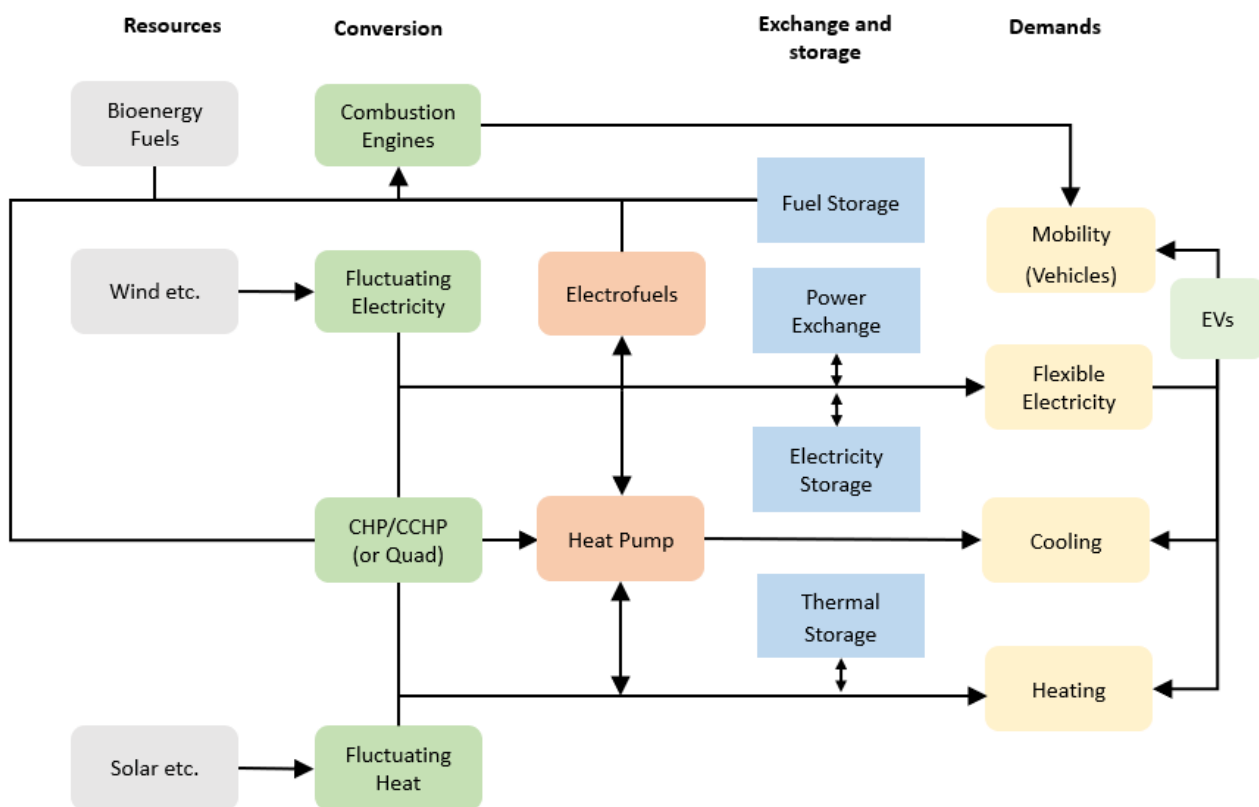 Resources
Conversion
Exchange and
storage
Demands
Bioenergy
Fuels
Combustion
Engines
Fuel Storage
Mobility
(Vehicles)
Wind etc.
Fluctuating
Electricity
Electrofuels
Power
Exchange
EVs
Flexible
Electricity
Electricity
Storage
CHP/CCHP
(or Quad)
Heat Pump
Cooling
Thermal
Storage
Heating
Solar etc.
Fluctuating
Heat